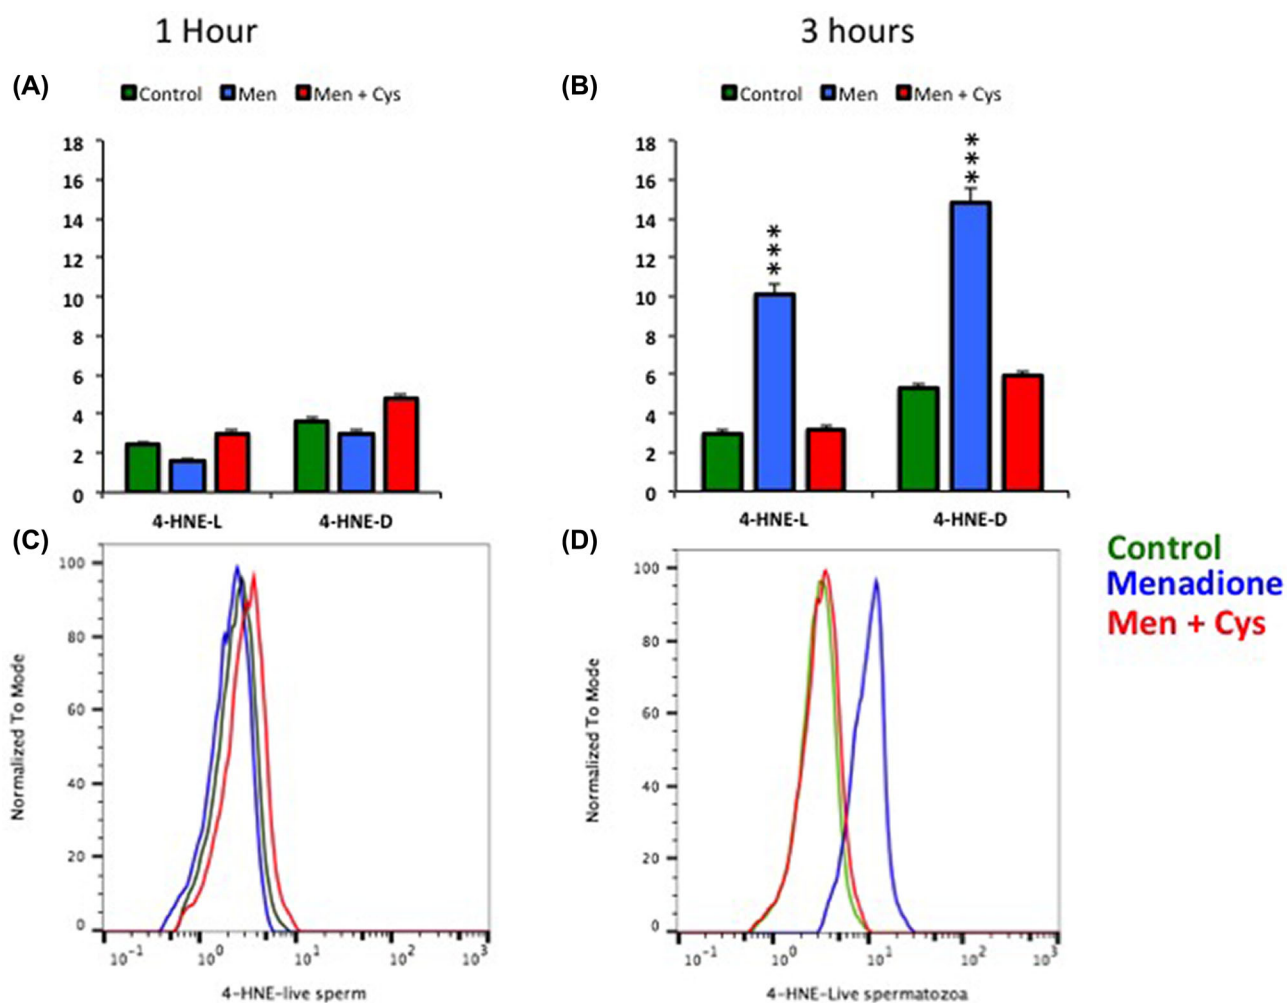 1 Hour
3 hours
(A)
Control Men Men + Cys
18
16
14
12
10
8
6
4
2
0
4-HNE-L 4-HNE-D
(B)
Control Men Men + Cys
***
***
18
16
14
12
10
8
6
4
2
0
4-HNE-L 4-HNE-D
(C)
Normalized To Mode
100
80
60
40
20
0
10-1 100 101 102 103
4-HNE-live sperm
(D)
Normalized To Mode
100
80
60
40
20
0
10-1 100 101 102 103
4-HNE-Live spermatozoa
Control
Menadione
Men + Cys